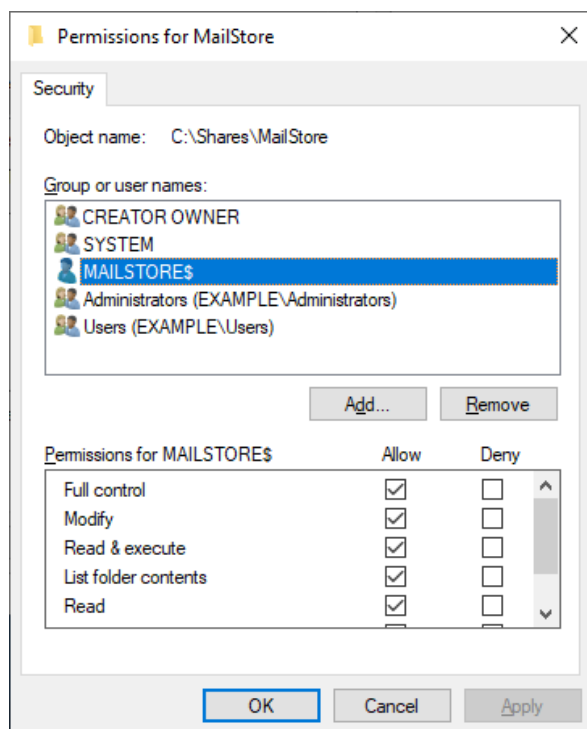 Permissions for MailStore
Security
Object name: C:\Shares\MailStore
Group or user names:
CREATOR OWNER
SYSTEM
MAILSTORE$
Administrators (EXAMPLE\Administrators)
Users (EXAMPLE\Users)
Add... Remove
Permissions for MAILSTORE$ Allow Deny
Full control
Modify
Read & execute
List folder contents
Read
OK Cancel Apply